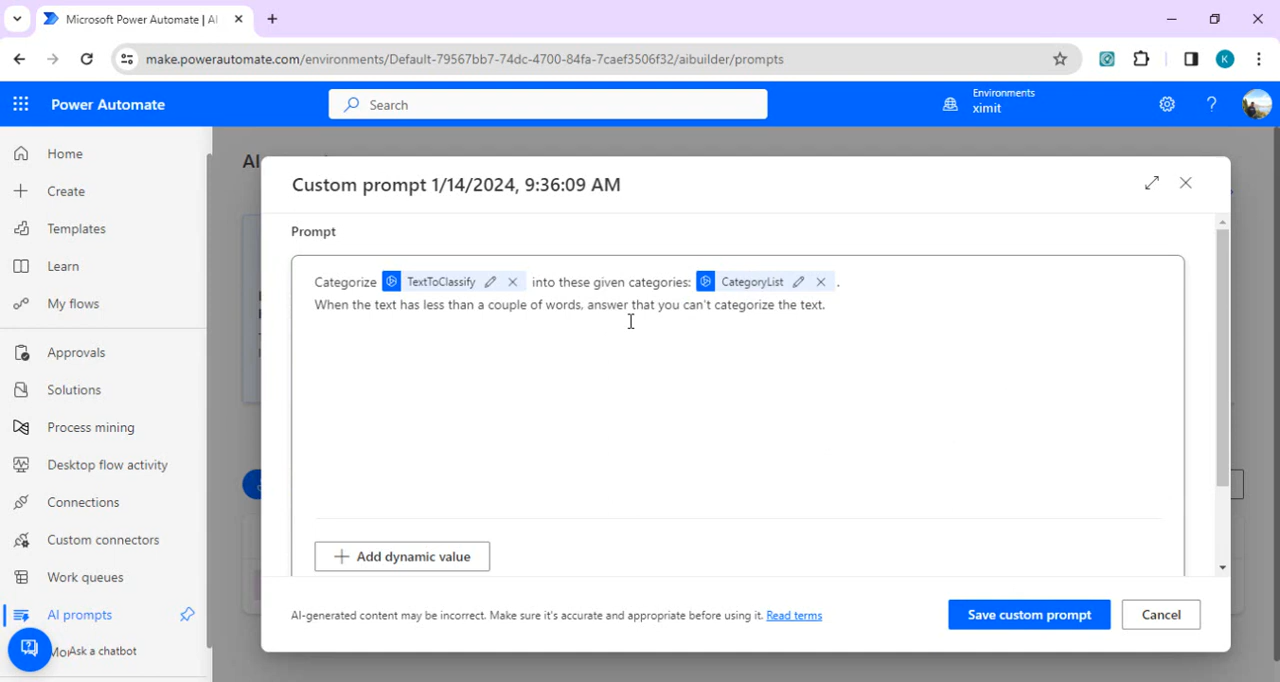 Microsoft Power Automate | AI
make.powerautomate.com/environments/Default-79567bb7-74dc-4700-84fa-7caef3506f32/aibuilder/prompts
K
Power Automate
Search
Environments
ximit
Home
Create
Templates
Learn
My flows
Approvals
Solutions
Process mining
Desktop flow activity
Connections
Custom connectors
Work queues
AI prompts
Ask a chatbot
AI
Custom prompt 1/14/2024, 9:36:09 AM
Prompt
Categorize TextToClassify into these given categories: CategoryList .
When the text has less than a couple of words, answer that you can't categorize the text.
Add dynamic value
AI-generated content may be incorrect. Make sure it's accurate and appropriate before using it. Read terms
Save custom prompt
Cancel